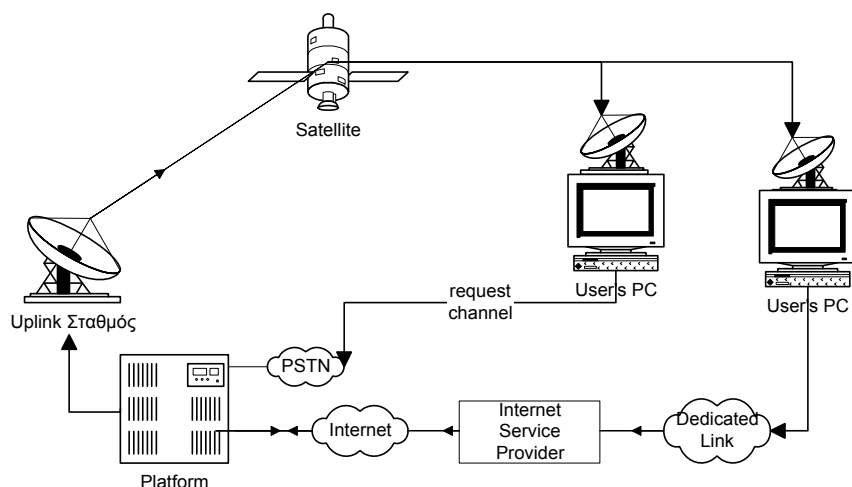 Satellite
Uplink Σταθμός
User's PC
User's PC
request
channel
PSTN
Internet
Internet
Service
Provider
Dedicated
Link
Platform